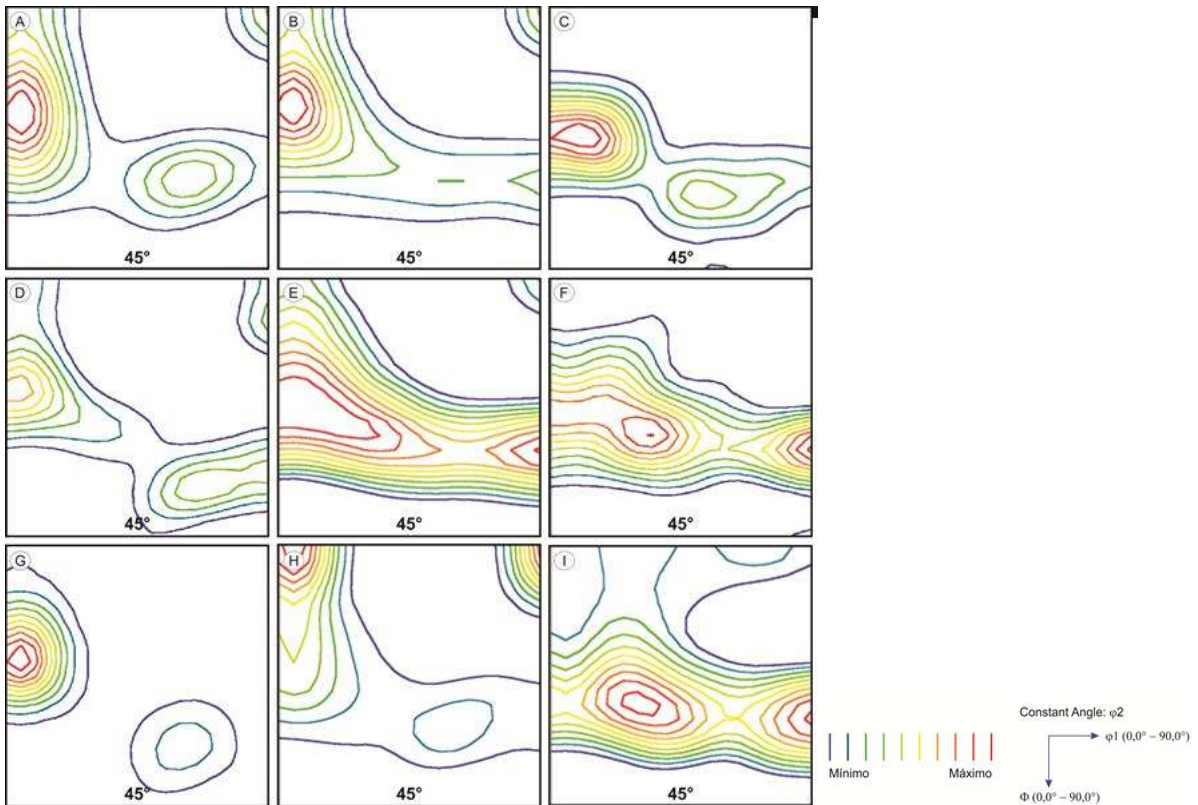 A
B
C
45°
45°
45°
D
E
F
45°
45°
45°
G
H
I
45°
45°
45°
Mínimo
Máximo
Constant Angle: φ2
φ1 (0,0° – 90,0°)
Φ (0,0° – 90,0°)